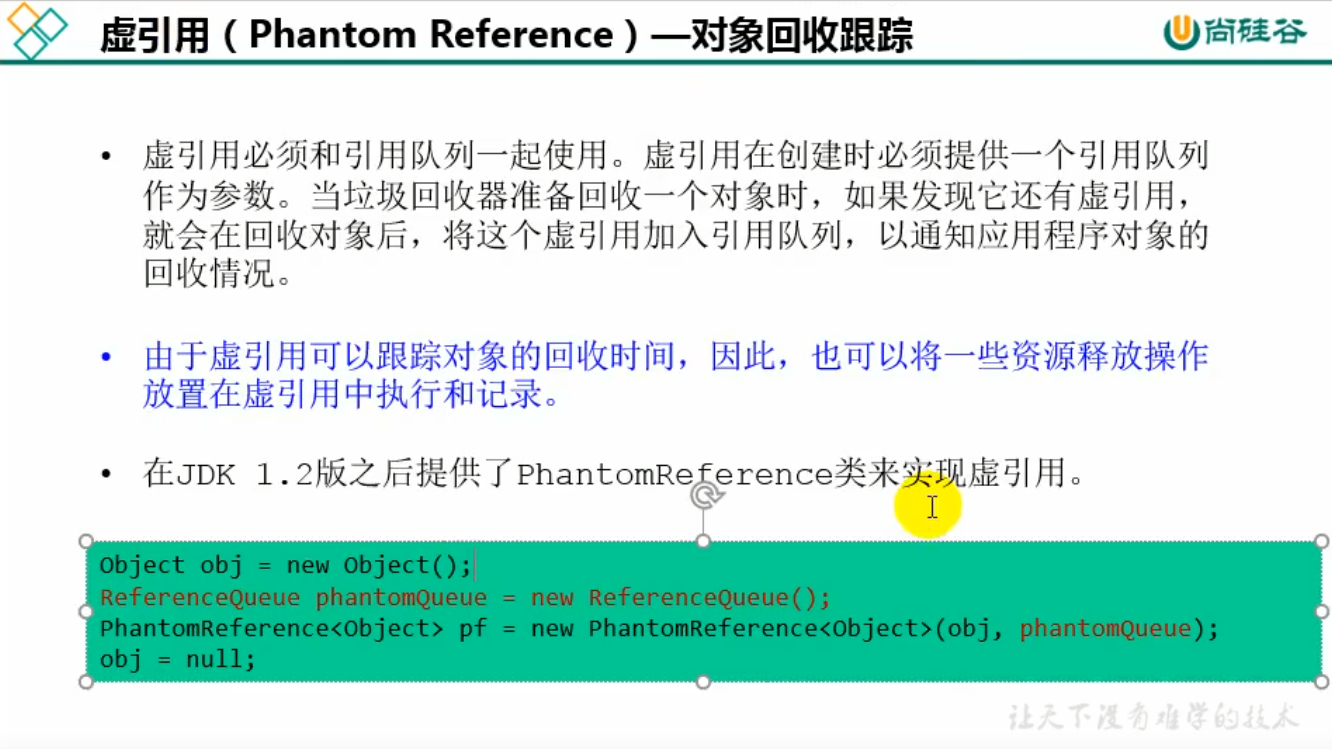 虚引用（Phantom Reference）—对象回收跟踪
尚硅谷
• 虚引用必须和引用队列一起使用。虚引用在创建时必须提供一个引用队列
作为参数。当垃圾回收器准备回收一个对象时，如果发现它还有虚引用，
就会在回收对象后，将这个虚引用加入引用队列，以通知应用程序对象的
回收情况。
• 由于虚引用可以跟踪对象的回收时间，因此，也可以将一些资源释放操作
放置在虚引用中执行和记录。
• 在JDK 1.2版之后提供了PhantomReference类来实现虚引用。
Object obj = new Object();
ReferenceQueue phantomQueue = new ReferenceQueue();
PhantomReference<Object> pf = new PhantomReference<Object>(obj, phantomQueue);
obj = null;
让天下没有难学的技术